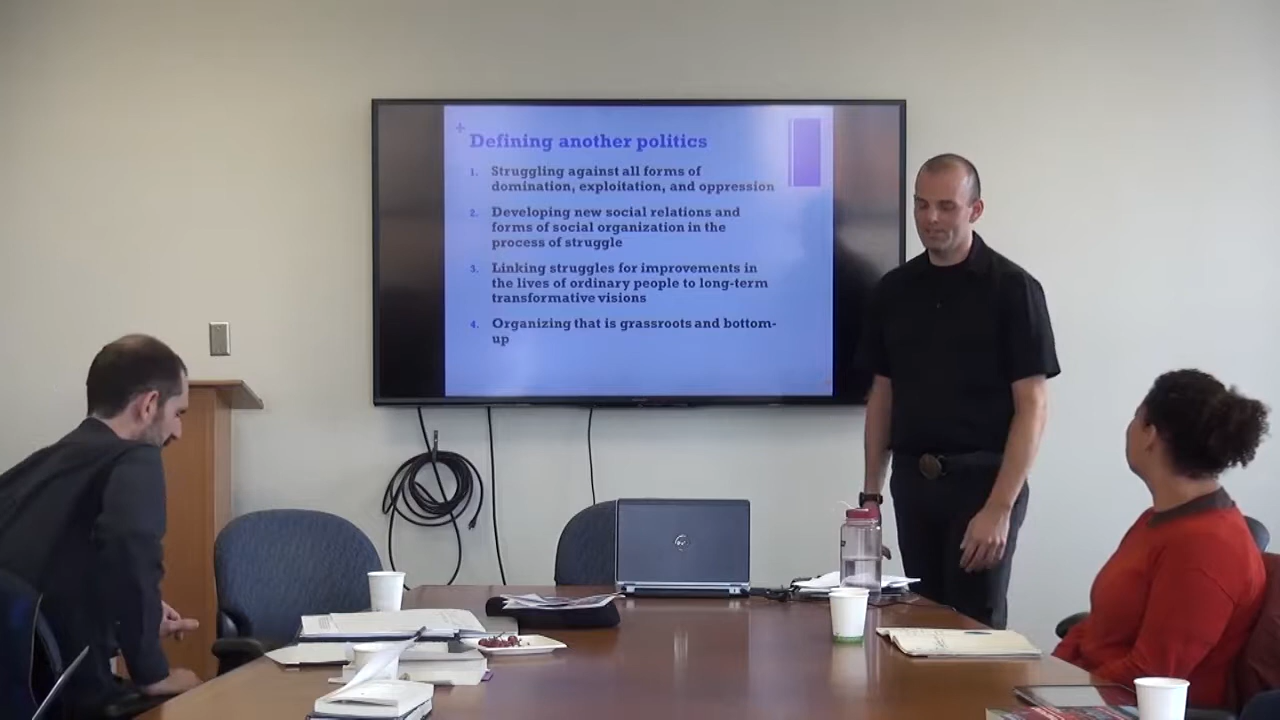 +
Defining another politics
1. Struggling against all forms of
domination, exploitation, and oppression
2. Developing new social relations and
forms of social organization in the
process of struggle
3. Linking struggles for improvements in
the lives of ordinary people to long-term
transformative visions
4. Organizing that is grassroots and bottom-
up